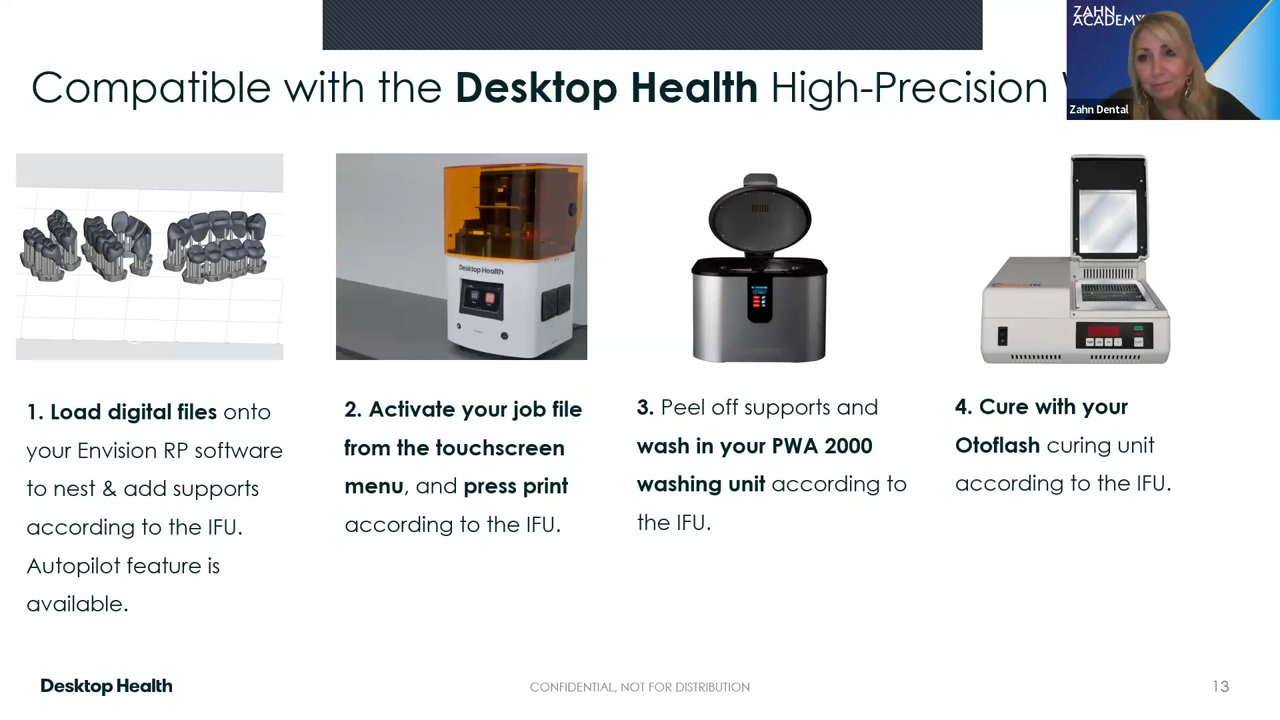 ZAHN
ACADEMY
Zahn Dental
Compatible with the Desktop Health High-Precision
Desktop Health
1. Load digital files onto
your Envision RP software
to nest & add supports
according to the IFU.
Autopilot feature is
available.
2. Activate your job file
from the touchscreen
menu, and press print
according to the IFU.
3. Peel off supports and
wash in your PWA 2000
washing unit according to
the IFU.
4. Cure with your
Otoflash curing unit
according to the IFU.
Desktop Health
CONFIDENTIAL, NOT FOR DISTRIBUTION
13